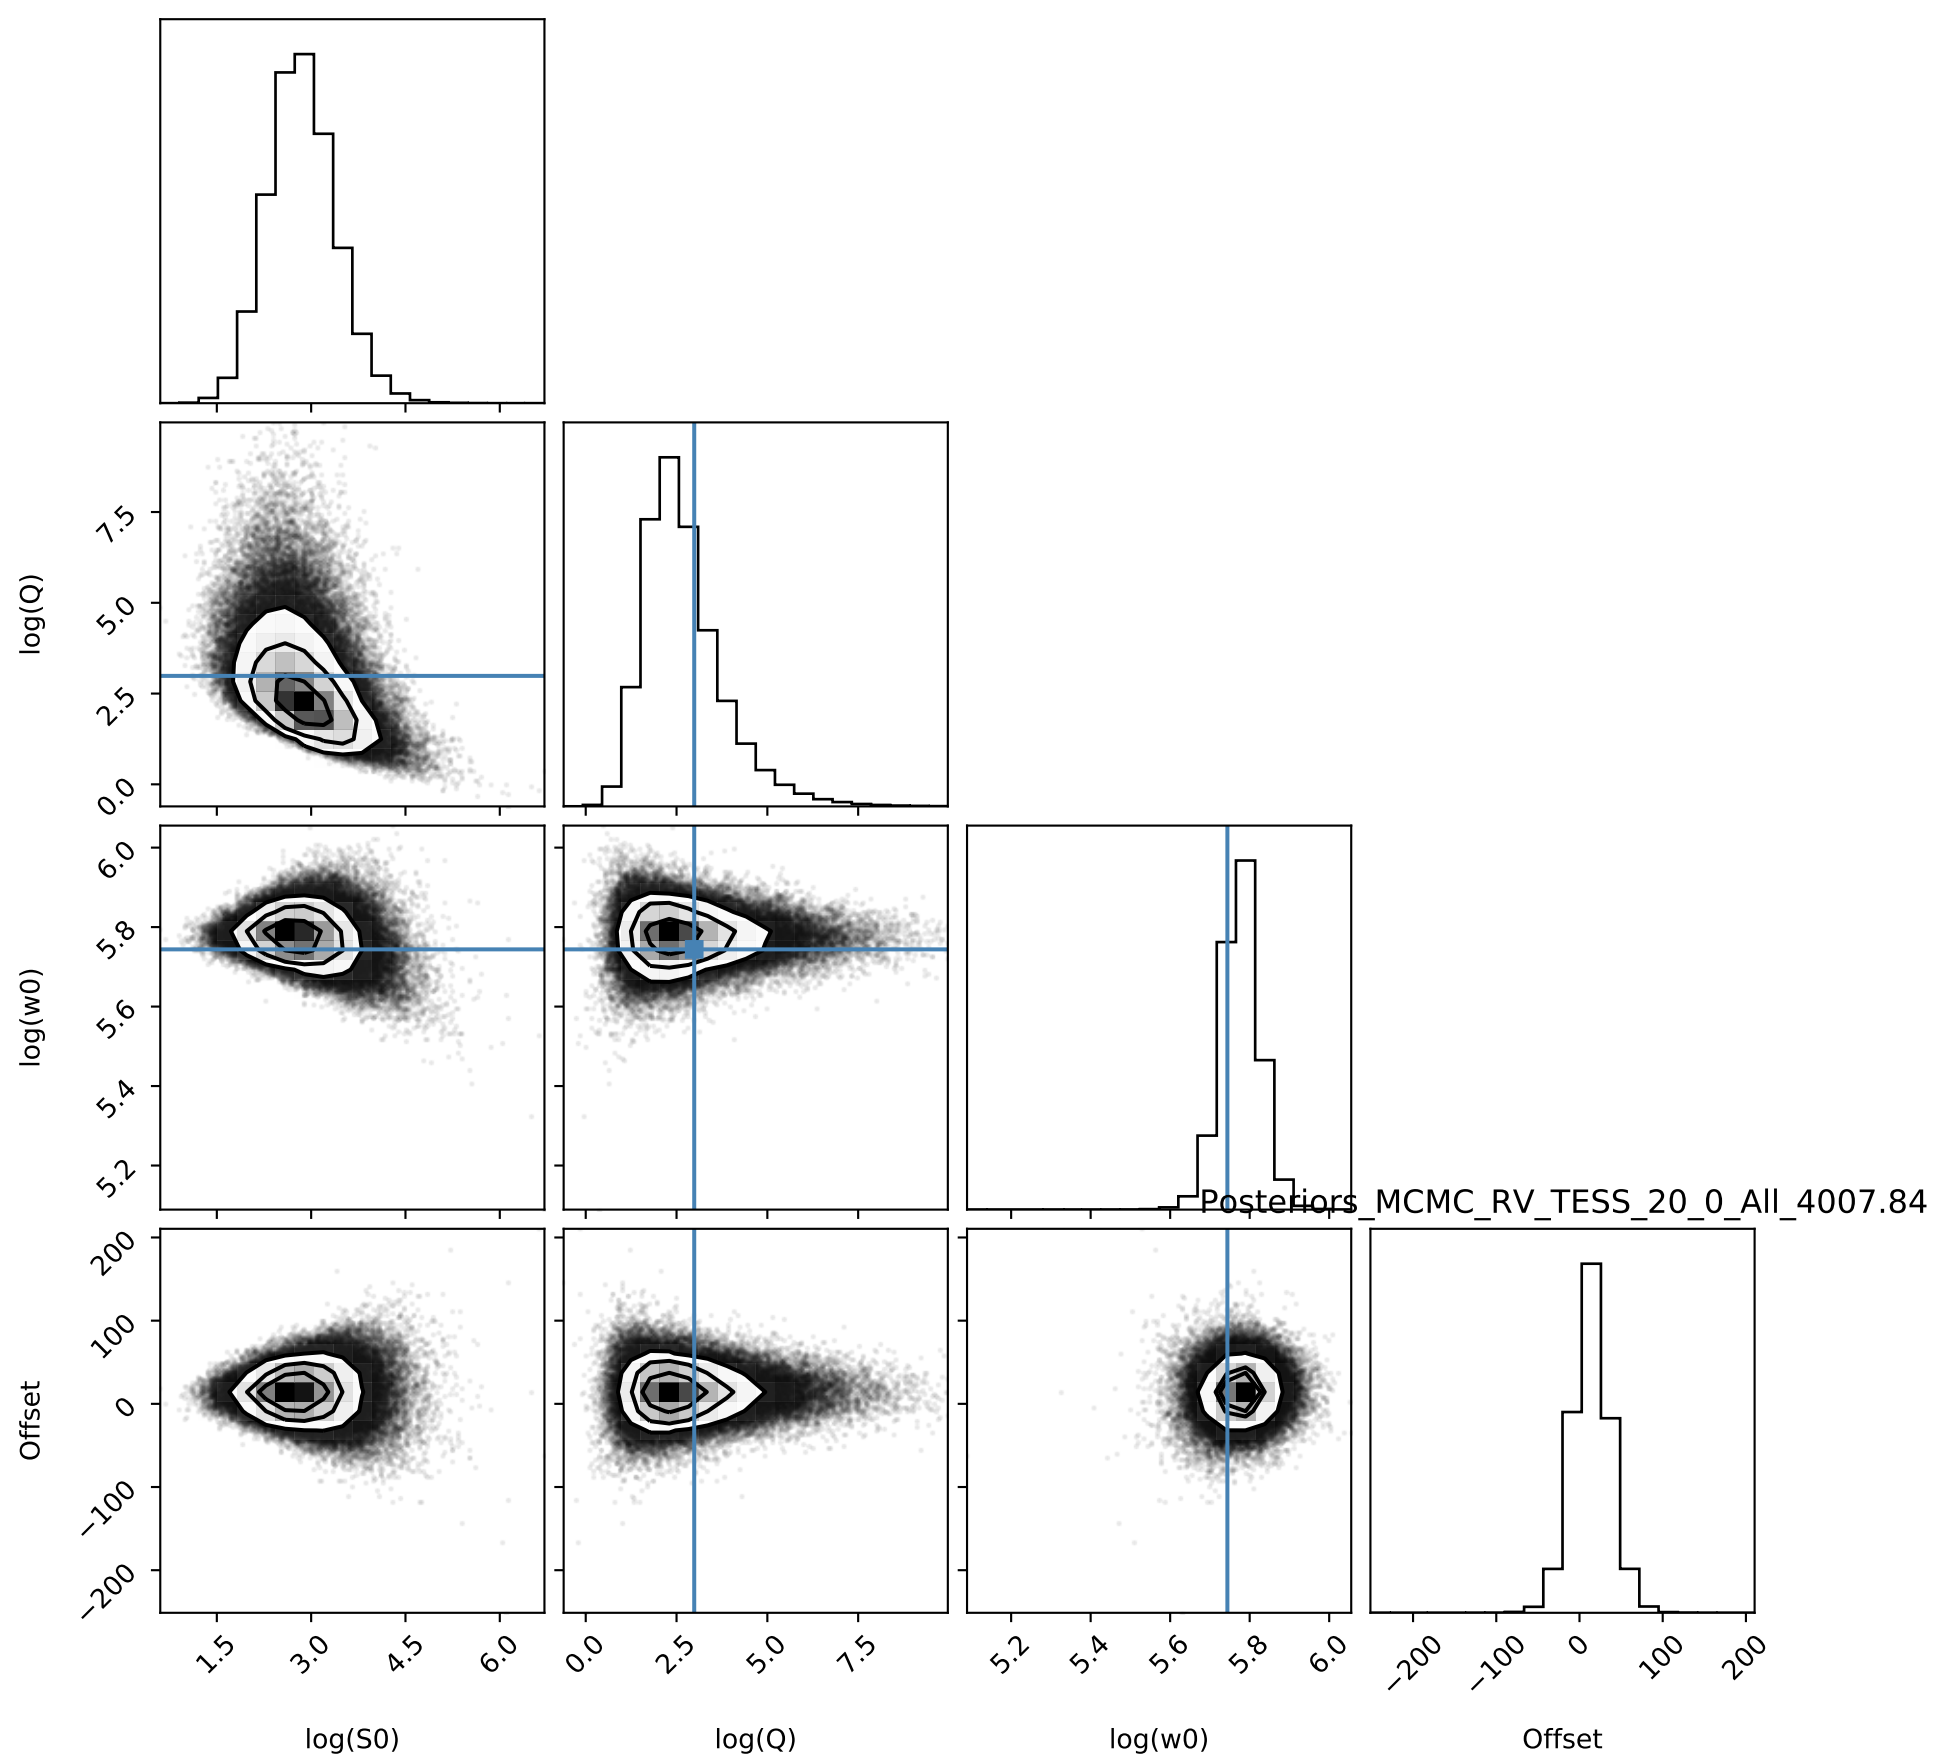 log(Q)
7.5
5.0
2.5
0.0
log(w0)
6.0
5.8
5.6
5.4
5.2
Posteriors_MCMC_RV_TESS_20_0_All_4007.84
Offset
200
100
0
−100
−200
1.5 3.0 4.5 6.0
0.0 2.5 5.0 7.5
5.2 5.4 5.6 5.8 6.0
−200 −100 0 100 200
log(S0) log(Q) log(w0) Offset